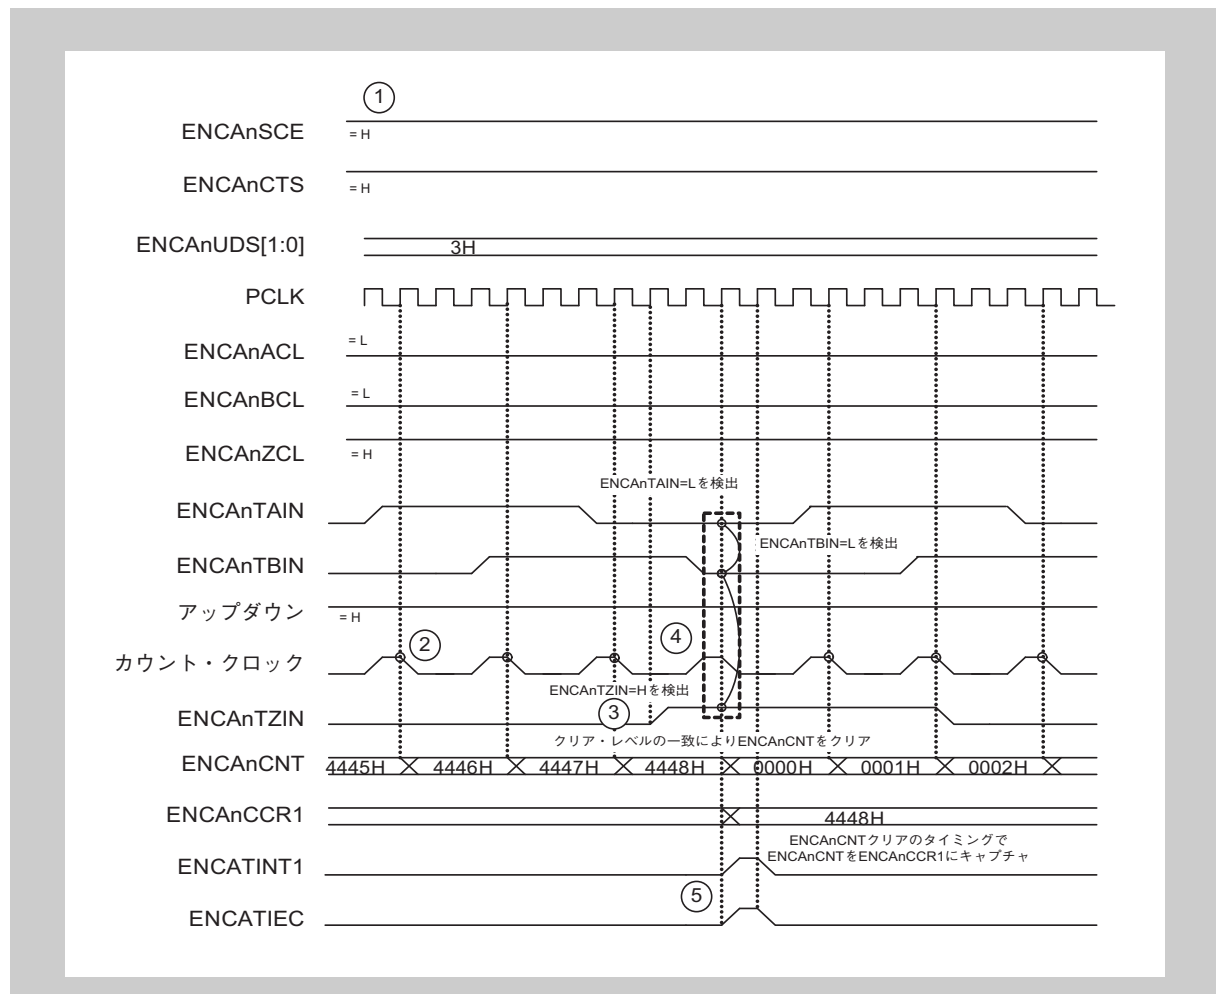 ①
ENCAnSCE
= H
ENCAnCTS
= H
ENCAnUDS[1:0]
3H
PCLK
ENCAnACL
= L
ENCAnBCL
= L
ENCAnZCL
= H
ENCAnTAIN=Lを検出
ENCAnTAIN
ENCAnTBIN=Lを検出
ENCAnTBIN
アップダウン
= H
② ④
カウント・クロック
ENCAnTZIN=Hを検出
ENCAnTZIN
③
クリア・レベルの一致によりENCAnCNTをクリア
ENCAnCNT 4445H 4446H 4447H 4448H 0000H 0001H 0002H
ENCAnCCR1 4448H
ENCAnCNTクリアのタイミングで
ENCAnCNTをENCAnCCR1にキャプチャ
ENCATINT1
⑤
ENCATIEC